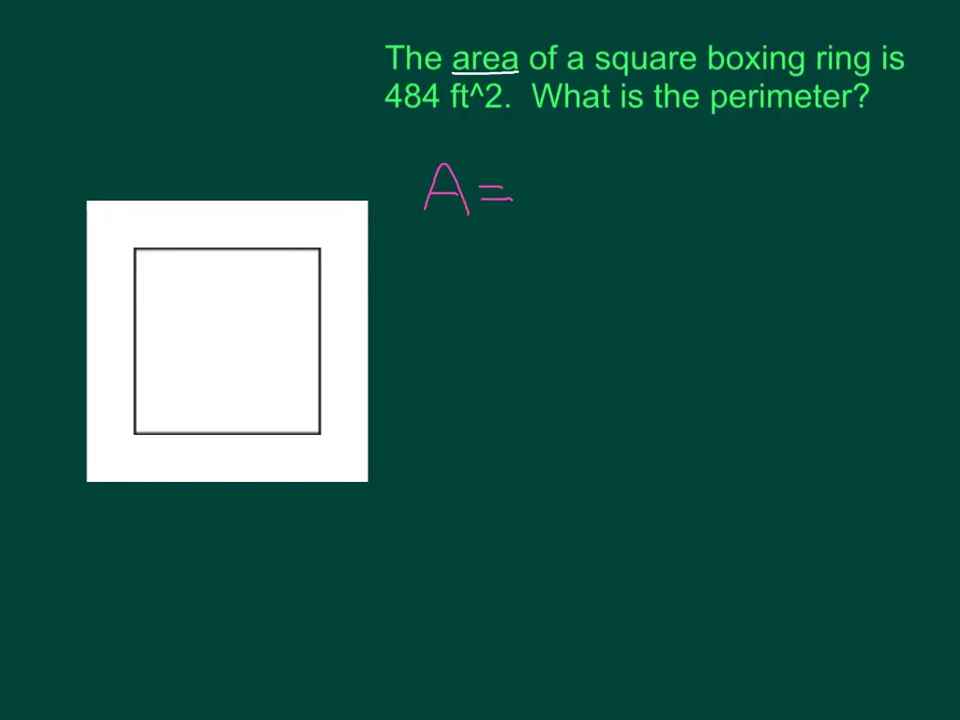 The area of a square boxing ring is
484 ft^2.  What is the perimeter?
A=